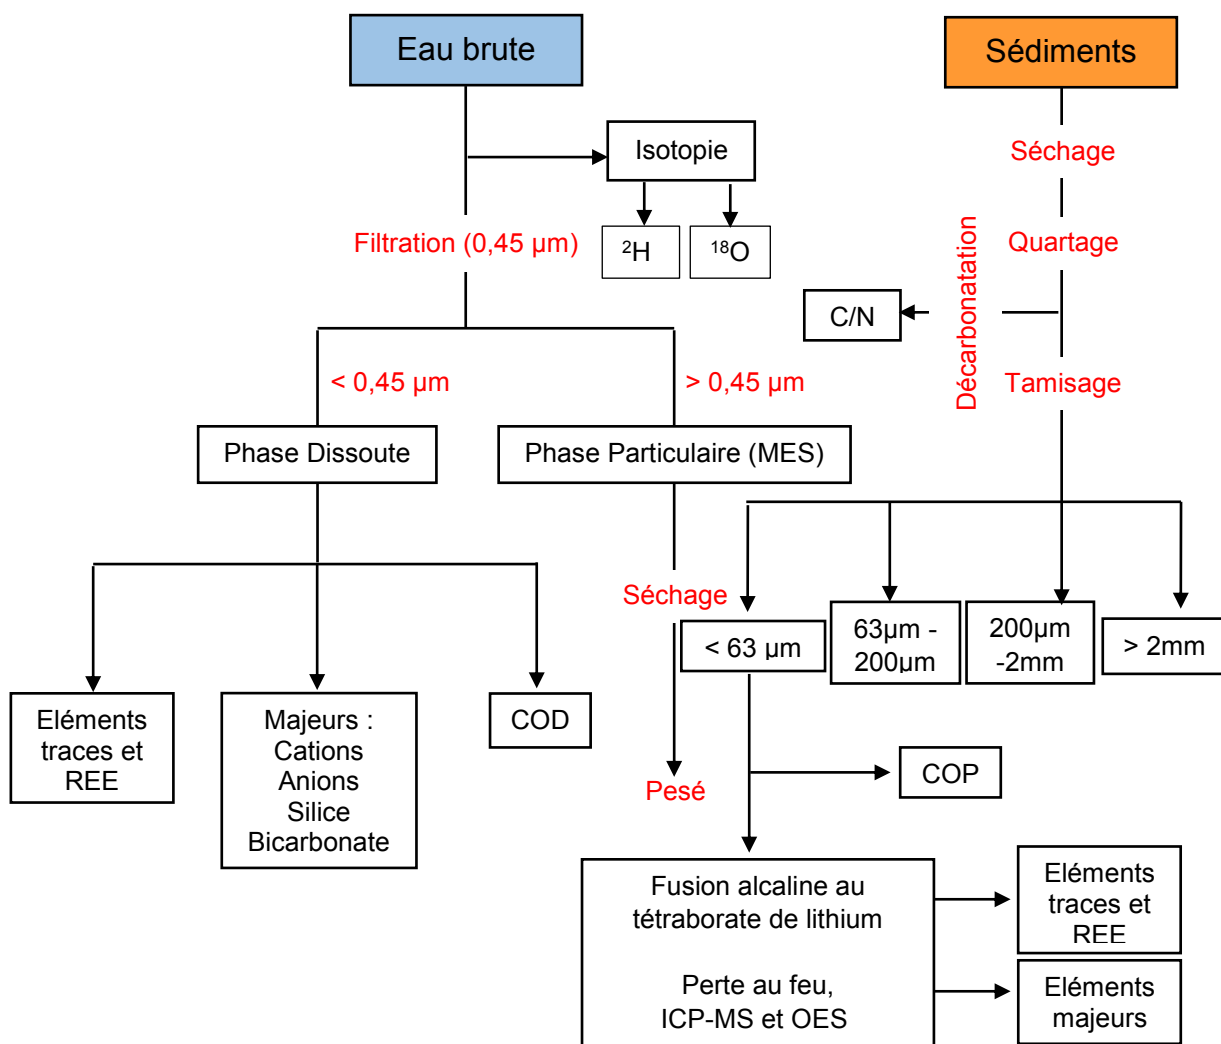 Eau brute
Sédiments
Isotopie
Séchage
Filtration (0,45 µm)
²H
¹⁸O
Quartage
Décarbonatation
C/N
< 0,45 µm
> 0,45 µm
Tamisage
Phase Dissoute
Phase Particulaire (MES)
Séchage
< 63 µm
63µm -
200µm
200µm
-2mm
> 2mm
Eléments
traces et
REE
Majeurs :
Cations
Anions
Silice
Bicarbonate
COD
Pesé
COP
Fusion alcaline au
tétraborate de lithium
Perte au feu,
ICP-MS et OES
Eléments
traces et
REE
Eléments
majeurs